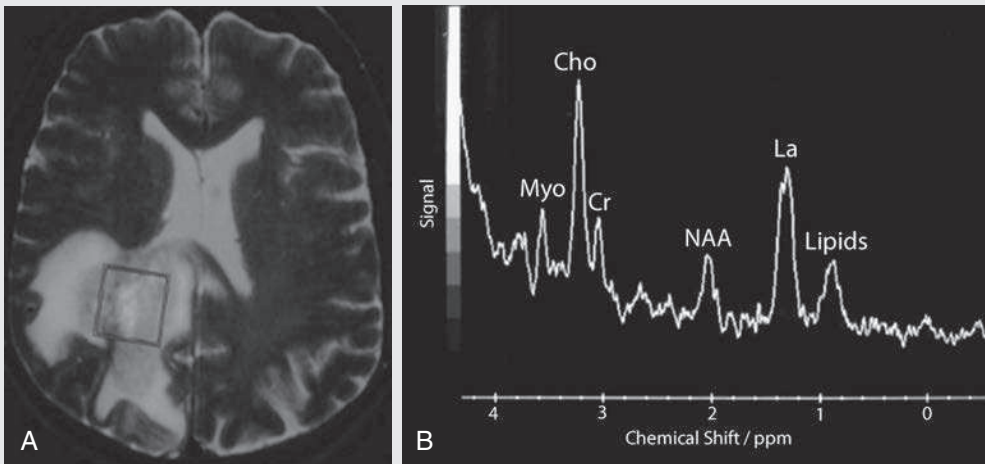 A
B
Signal
Myo
Cho
Cr
NAA
La
Lipids
4 3 2 1 0
Chemical Shift / ppm